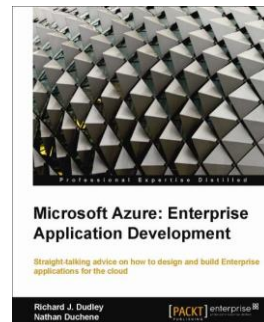 Professional Expertise Distilled
Microsoft Azure: Enterprise
Application Development
Straight-talking advice on how to design and build Enterprise
applications for the cloud
Richard J. Dudley
Nathan Duchene
[PACKT] enterprise
PUBLISHING